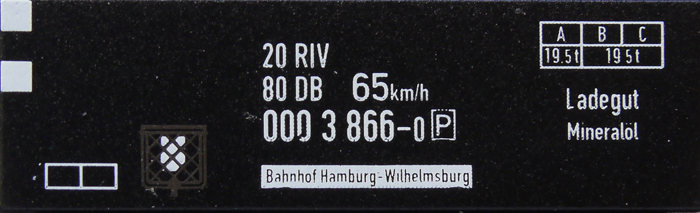 20 RIV
80 DB 65km/h
000 3 866-0 P
Bahnhof Hamburg-Wilhelmsburg
A B C
19.5t 19 5t
Ladegut
Mineralöl